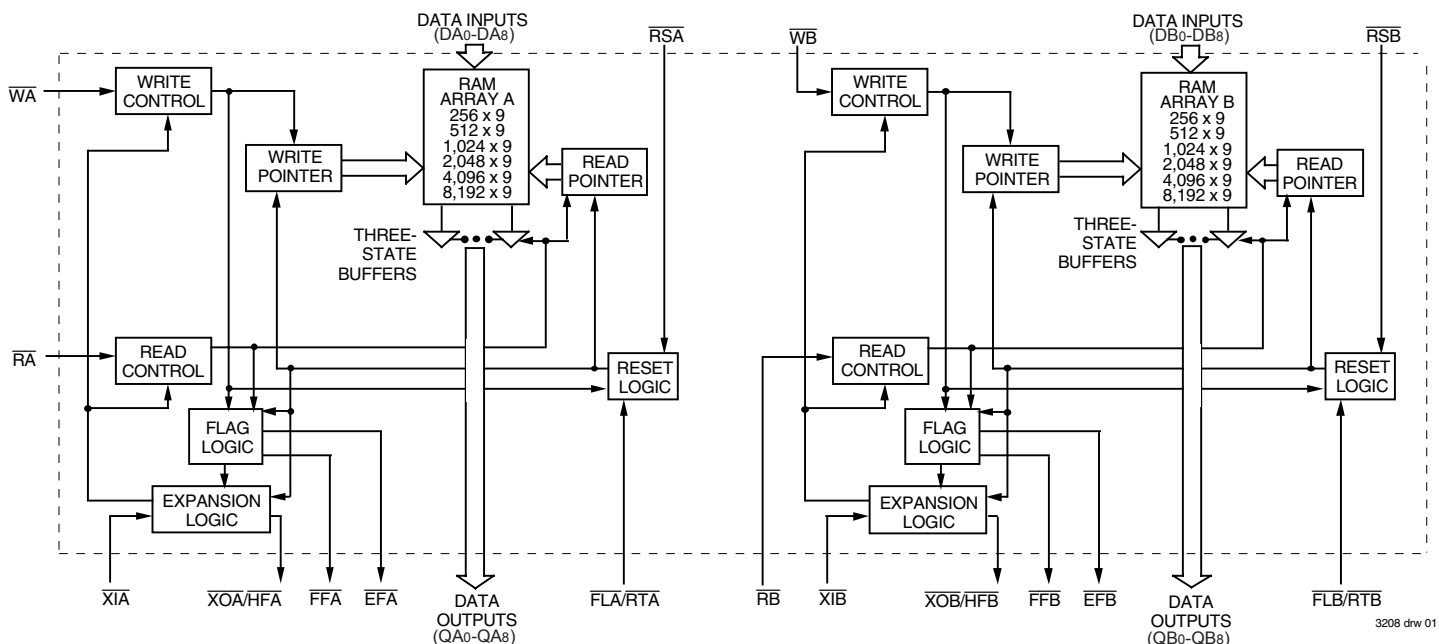 DATA INPUTS
(DA0-DA8)
RSA
WA
WRITE
CONTROL
RAM
ARRAY A
256 x 9
512 x 9
1,024 x 9
2,048 x 9
4,096 x 9
8,192 x 9
WRITE
POINTER
READ
POINTER
THREE-
STATE
BUFFERS
RA
READ
CONTROL
RESET
LOGIC
FLAG
LOGIC
EXPANSION
LOGIC
XIA
XOA/HFA
FFA
EFA
DATA
OUTPUTS
(QA0-QA8)
FLA/RTA
DATA INPUTS
(DB0-DB8)
WB
RSB
WRITE
CONTROL
RAM
ARRAY B
256 x 9
512 x 9
1,024 x 9
2,048 x 9
4,096 x 9
8,192 x 9
WRITE
POINTER
READ
POINTER
THREE-
STATE
BUFFERS
READ
CONTROL
RESET
LOGIC
FLAG
LOGIC
EXPANSION
LOGIC
RB
XIB
XOB/HFB
FFB
EFB
DATA
OUTPUTS
(QB0-QB8)
FLB/RTB
3208 drw 01